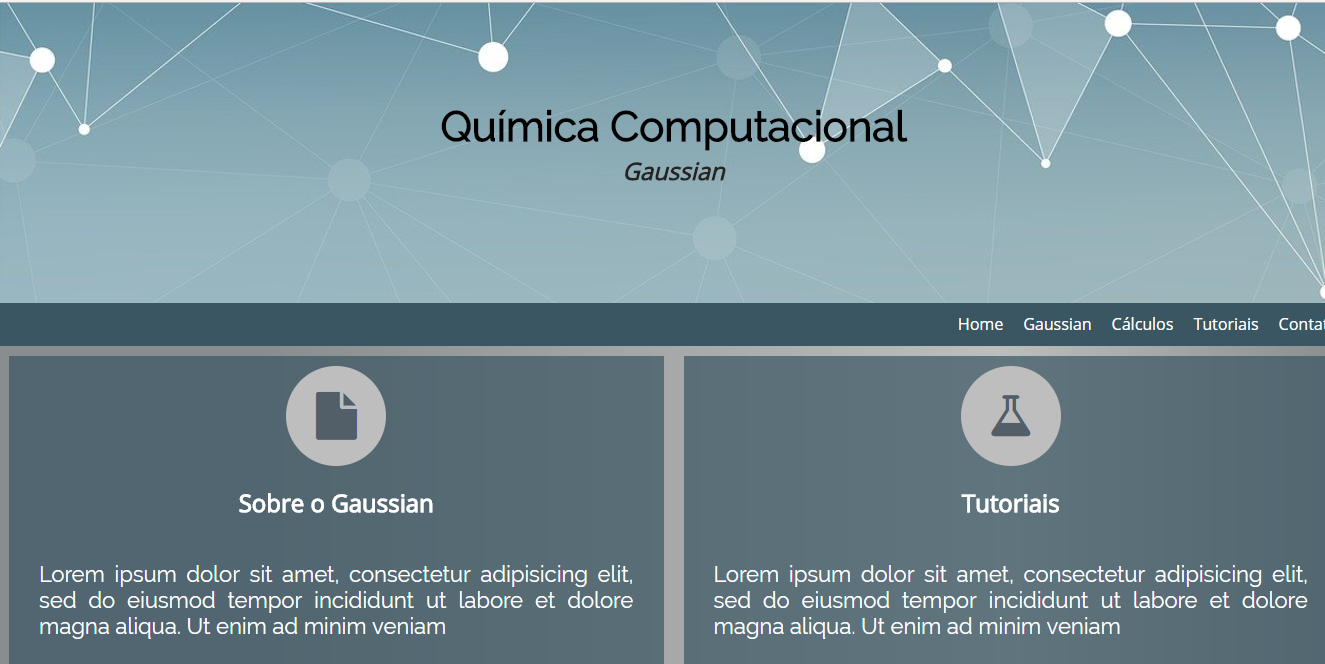 Química Computacional
Gaussian
Home Gaussian Cálculos Tutoriais
Sobre o Gaussian
Lorem ipsum dolor sit amet, consectetur adipisicing elit,
sed do eiusmod tempor incididunt ut labore et dolore
magna aliqua. Ut enim ad minim veniam
Tutoriais
Lorem ipsum dolor sit amet, consectetur adipisicing elit,
sed do eiusmod tempor incididunt ut labore et dolore
magna aliqua. Ut enim ad minim veniam